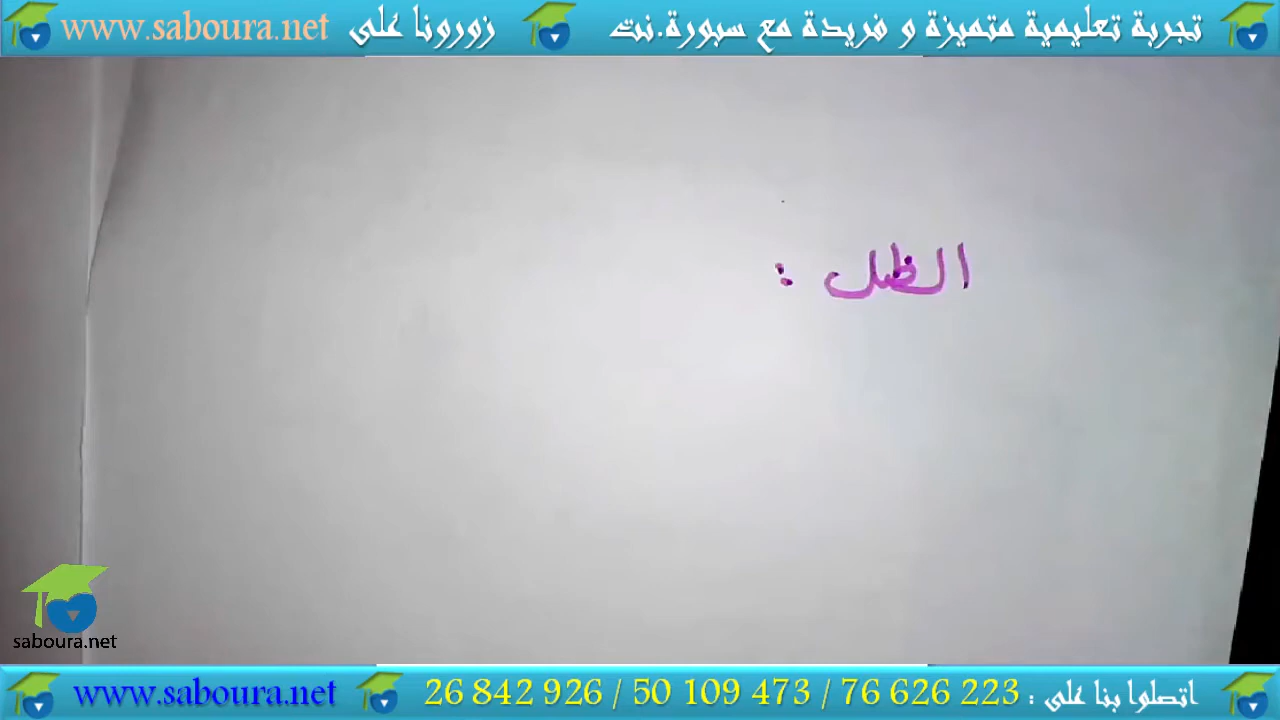 تجربة تعليمية متميزة و فريدة مع سبورة.نت زورونا على www.saboura.net
الظل :
saboura.net
اتصلوا بنا على : 26 842 926 / 50 109 473 / 76 626 223 www.saboura.net